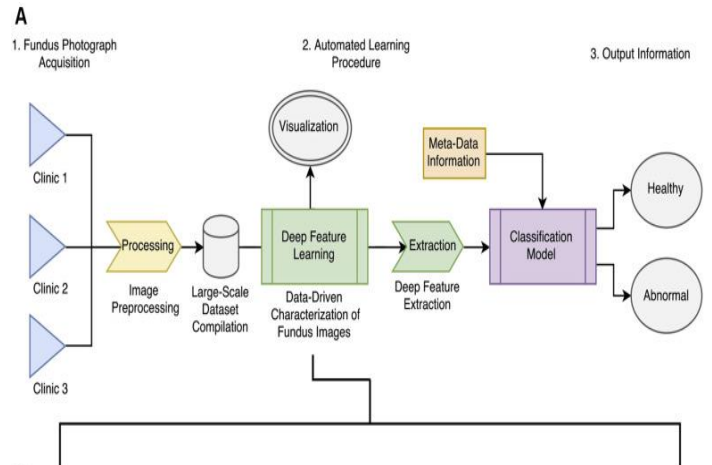 A
1. Fundus Photograph
Acquisition
2. Automated Learning
Procedure
3. Output Information
Clinic 1
Clinic 2
Clinic 3
Processing
Image
Preprocessing
Large-Scale
Dataset
Compilation
Visualization
Deep Feature
Learning
Data-Driven
Characterization of
Fundus Images
Extraction
Deep Feature
Extraction
Meta-Data
Information
Classification
Model
Healthy
Abnormal